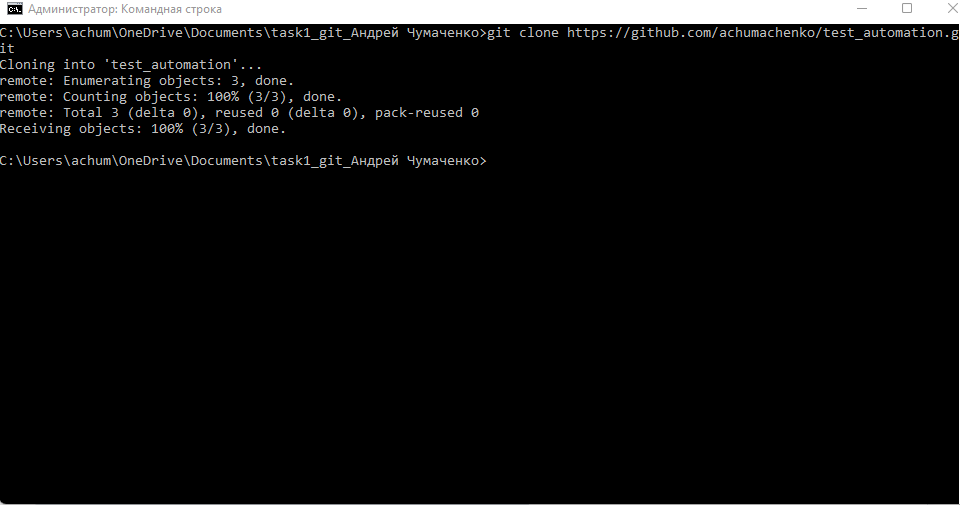 Администратор: Командная строка
C:\Users\achum\OneDrive\Documents\task1_git_Андрей Чумаченко>git clone https://github.com/achumachenko/test_automation.g
it
Cloning into 'test_automation'...
remote: Enumerating objects: 3, done.
remote: Counting objects: 100% (3/3), done.
remote: Total 3 (delta 0), reused 0 (delta 0), pack-reused 0
Receiving objects: 100% (3/3), done.
C:\Users\achum\OneDrive\Documents\task1_git_Андрей Чумаченко>